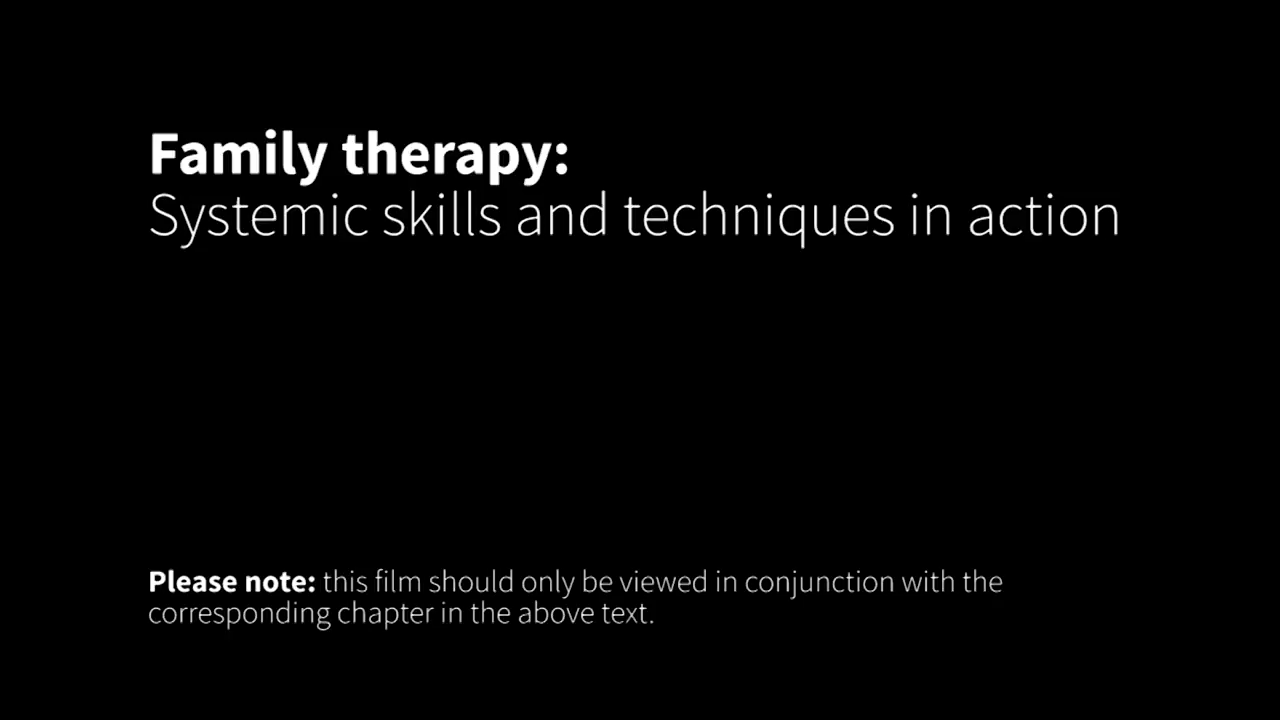 Family therapy:
Systemic skills and techniques in action
Please note: this film should only be viewed in conjunction with the
corresponding chapter in the above text.